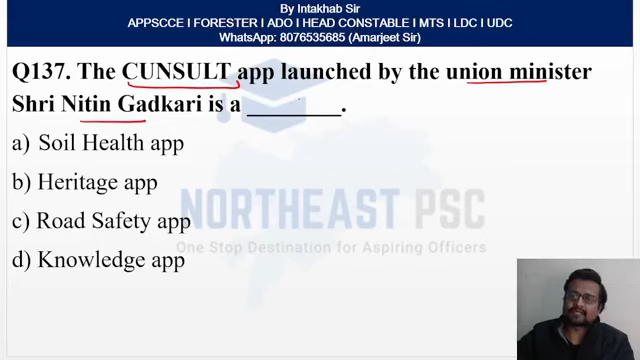 By Intakhab Sir
APPSCCE I FORESTER I ADO I HEAD CONSTABLE I MTS I LDC I UDC
WhatsApp: 8076535685 (Amarjeet Sir)
Q137. The CUNSULT app launched by the union minister
Shri Nitin Gadkari is a ________.
a) Soil Health app
b) Heritage app
c) Road Safety app
d) Knowledge app
NORTHEAST PSC
One Stop Destination for Aspiring Officers